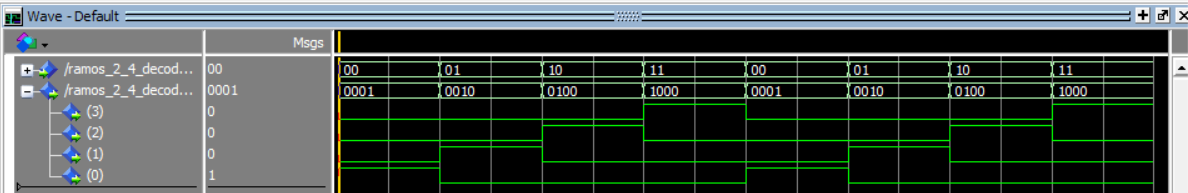 Wave - Default
Msgs
/ramos_2_4_decod... 00 00 01 10 11 00 01 10 11
/ramos_2_4_decod... 0001 0001 0010 0100 1000 0001 0010 0100 1000
(3) 0
(2) 0
(1) 0
(0) 1